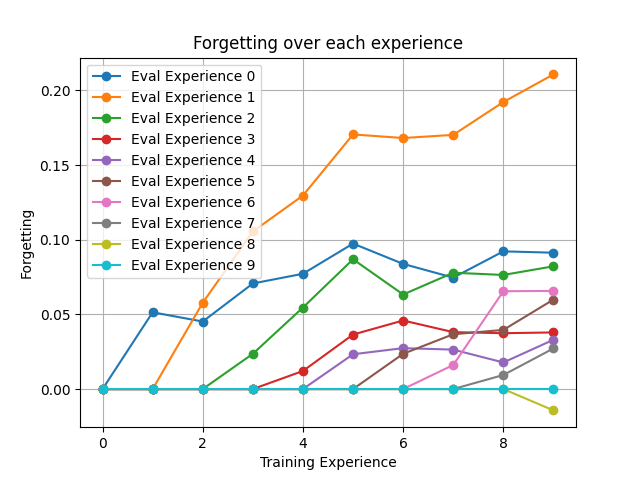 Forgetting over each experience
Eval Experience 0
Eval Experience 1
Eval Experience 2
Eval Experience 3
Eval Experience 4
Eval Experience 5
Eval Experience 6
Eval Experience 7
Eval Experience 8
Eval Experience 9
0.20
0.15
0.10
0.05
0.00
Forgetting
0 2 4 6 8
Training Experience